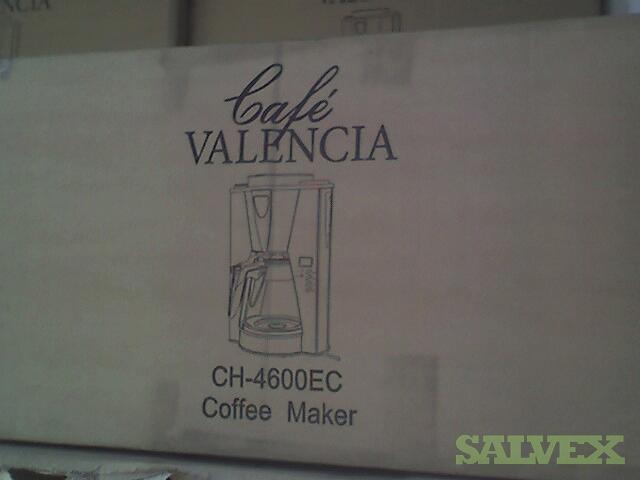 Café
VALENCIA
CH-4600EC
Coffee Maker
SALVEX